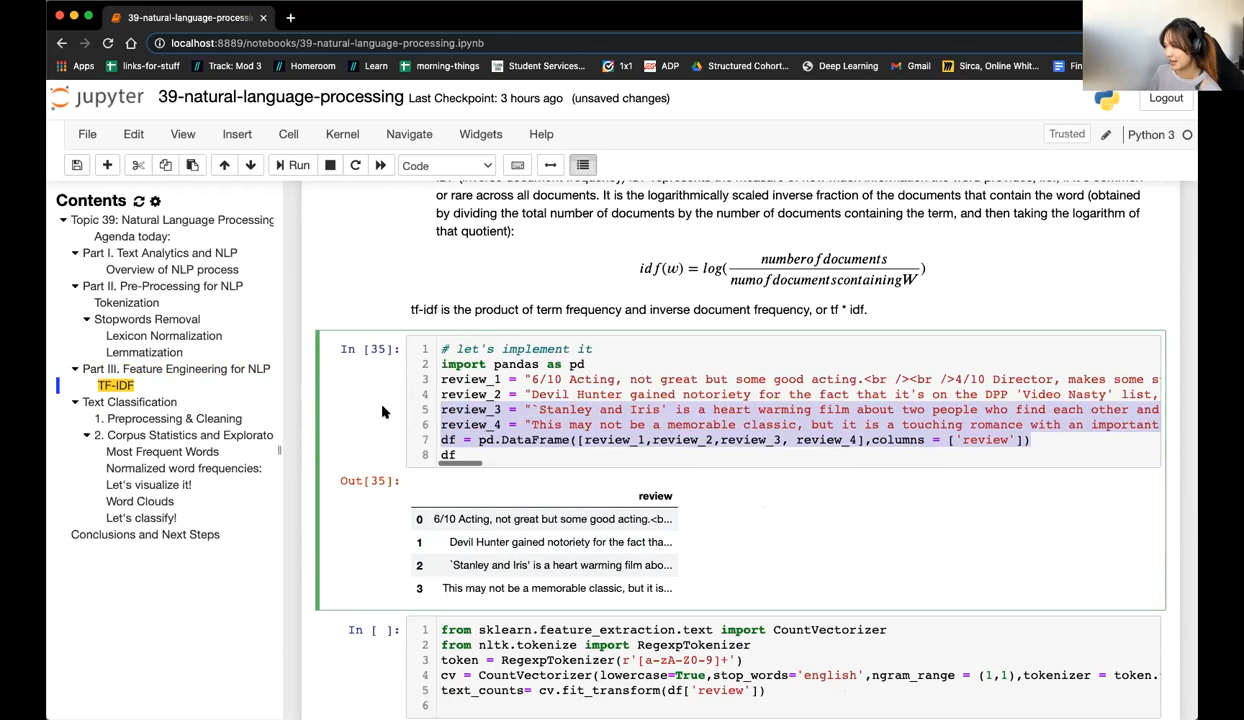 39-natural-language-processin
localhost:8889/notebooks/39-natural-language-processing.ipynb
Apps links-for-stuff Track: Mod 3 Homeroom Learn morning-things Student Services... 1x1 ADP Structured Cohort... Deep Learning Gmail Sirca, Online Whit... Fin
jupyter 39-natural-language-processing Last Checkpoint: 3 hours ago (unsaved changes) Logout
File Edit View Insert Cell Kernel Navigate Widgets Help Trusted Python 3
Run Code
Contents
Topic 39: Natural Language Processing
Agenda today:
Part I. Text Analytics and NLP
Overview of NLP process
Part II. Pre-Processing for NLP
Tokenization
Stopwords Removal
Lexicon Normalization
Lemmatization
Part III. Feature Engineering for NLP
TF-IDF
Text Classification
1. Preprocessing & Cleaning
2. Corpus Statistics and Explorato
Most Frequent Words
Normalized word frequencies:
Let's visualize it!
Word Clouds
Let's classify!
Conclusions and Next Steps
or rare across all documents. It is the logarithmically scaled inverse fraction of the documents that contain the word (obtained
by dividing the total number of documents by the number of documents containing the term, and then taking the logarithm of
that quotient):
idf(w) = log(numberofdocuments / numofdocumentscontainingW)
tf-idf is the product of term frequency and inverse document frequency, or tf * idf.
In [35]:
1 # let's implement it
2 import pandas as pd
3 review_1 = "6/10 Acting, not great but some good acting.<br /><br />4/10 Director, makes some s
4 review_2 = "Devil Hunter gained notoriety for the fact that it's on the DPP 'Video Nasty' list,
5 review_3 = "`Stanley and Iris' is a heart warming film about two people who find each other and
6 review_4 = "This may not be a memorable classic, but it is a touching romance with an important
7 df = pd.DataFrame([review_1,review_2,review_3, review_4],columns = ['review'])
8 df
Out[35]:
review
0 6/10 Acting, not great but some good acting.<b...
1 Devil Hunter gained notoriety for the fact tha...
2 `Stanley and Iris' is a heart warming film abo...
3 This may not be a memorable classic, but it is...
In [ ]:
1 from sklearn.feature_extraction.text import CountVectorizer
2 from nltk.tokenize import RegexpTokenizer
3 token = RegexpTokenizer(r'[a-zA-Z0-9]+')
4 cv = CountVectorizer(lowercase=True,stop_words='english',ngram_range = (1,1),tokenizer = token.
5 text_counts= cv.fit_transform(df['review'])
6